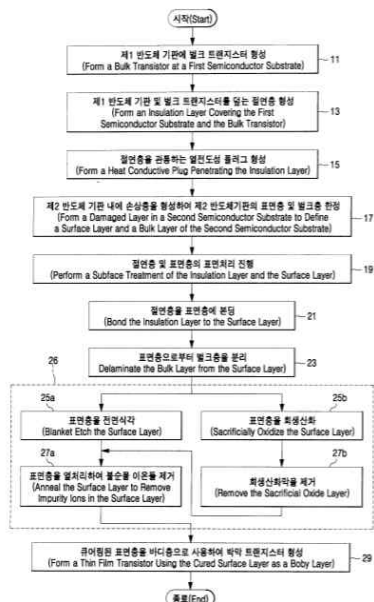 시작(Start)
제1 반도체 기판에 벌크 트랜지스터 형성
(Form a Bulk Transistor at a First Semiconductor Substrate)
11
제1 반도체 기판 및 벌크 트랜지스터를 덮는 절연층 형성
(Form an Insulation Layer Covering the First
Semiconductor Substrate and the Bulk Transistor)
13
절연층을 관통하는 열전도성 플러그 형성
(Form a Heat Conductive Plug Penetrating the Insulation Layer)
15
제2 반도체 기판 내에 손상층을 형성하여 제2 반도체기판의 표면층 및 벌크층 한정
(Form a Damaged Layer in a Second Semiconductor Substrate to Define
a Surface Layer and a Bulk Layer of the Second Semiconductor Substrate)
17
절연층 및 표면층의 표면처리 진행
(Perform a Subface Treatment of the Insulation Layer and the Surface Layer)
19
절연층을 표면층에 본딩
(Bond the Insulation Layer to the Surface Layer)
21
표면층으로부터 벌크층을 분리
(Delaminate the Bulk Layer from the Surface Layer)
23
26
25a
표면층을 전면식각
(Blanket Etch the Surface Layer)
25b
표면층을 희생산화
(Sacrificially Oxidize the Surface Layer)
27a
표면층을 열처리하여 불순물 이온들 제거
(Anneal the Surface Layer to Remove
Impurity Ions in the Surface Layer)
27b
희생산화막을 제거
(Remove the Sacrificial Oxide Layer)
큐어링된 표면층을 바디층으로 사용하여 박막 트랜지스터 형성
(Form a Thin Film Transistor Using the Cured Surface Layer as a Boby Layer)
29
종료(End)